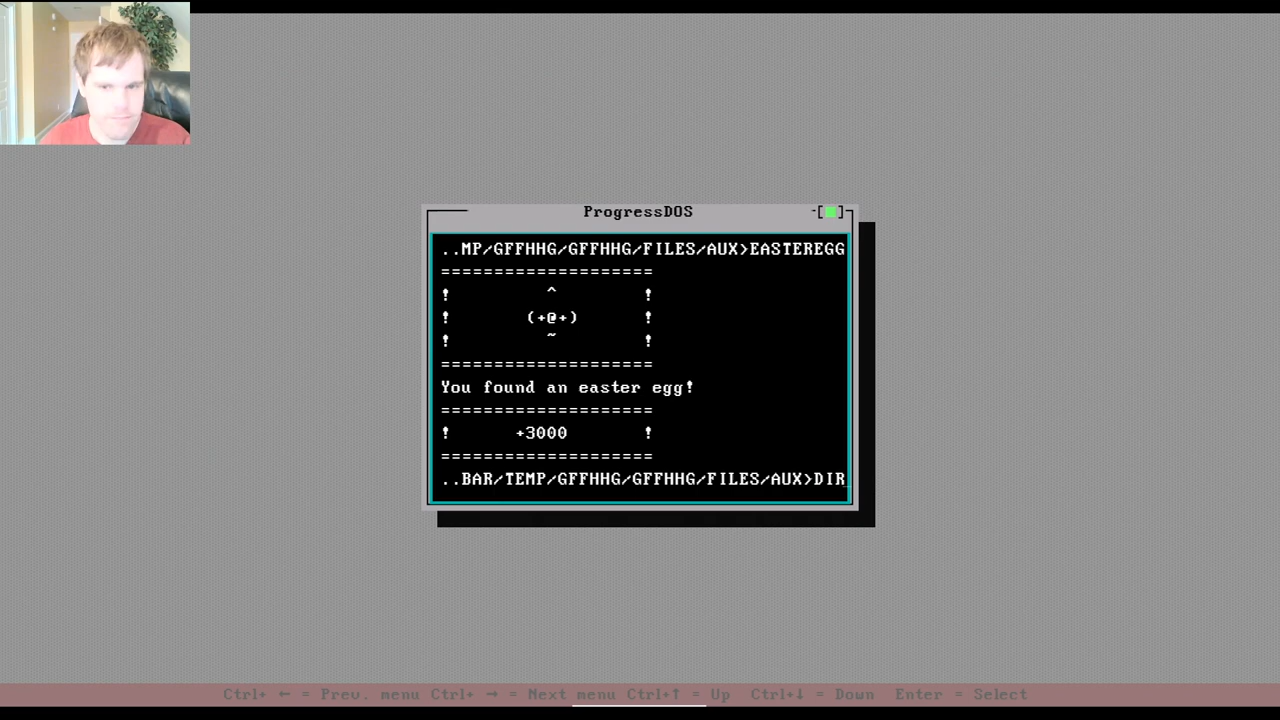 ProgressDOS
-[■]
..MP/GFFHHG/GFFHHG/FILES/AUX>EASTEREGG
====================
! ^ !
! (+@+) !
! ~ !
====================
You found an easter egg!
====================
! +3000 !
====================
..BAR/TEMP/GFFHHG/GFFHHG/FILES/AUX>DIR_
Ctrl+ ← = Prev. menu Ctrl+ → = Next menu Ctrl+↑ = Up Ctrl+↓ = Down Enter = Select